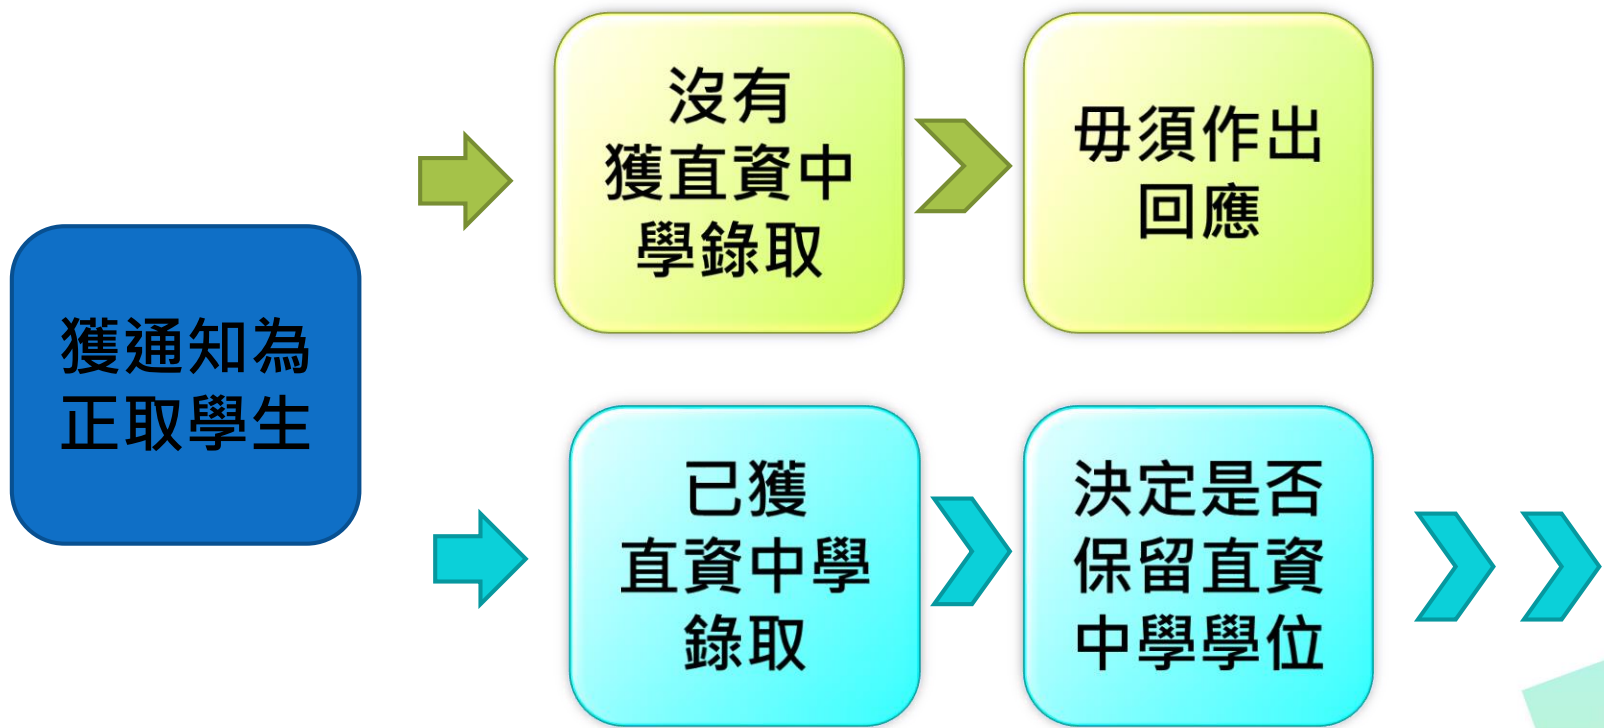 獲通知為
正取學生
沒有
獲直資中
學錄取
毋須作出
回應
已獲
直資中學
錄取
決定是否
保留直資
中學學位